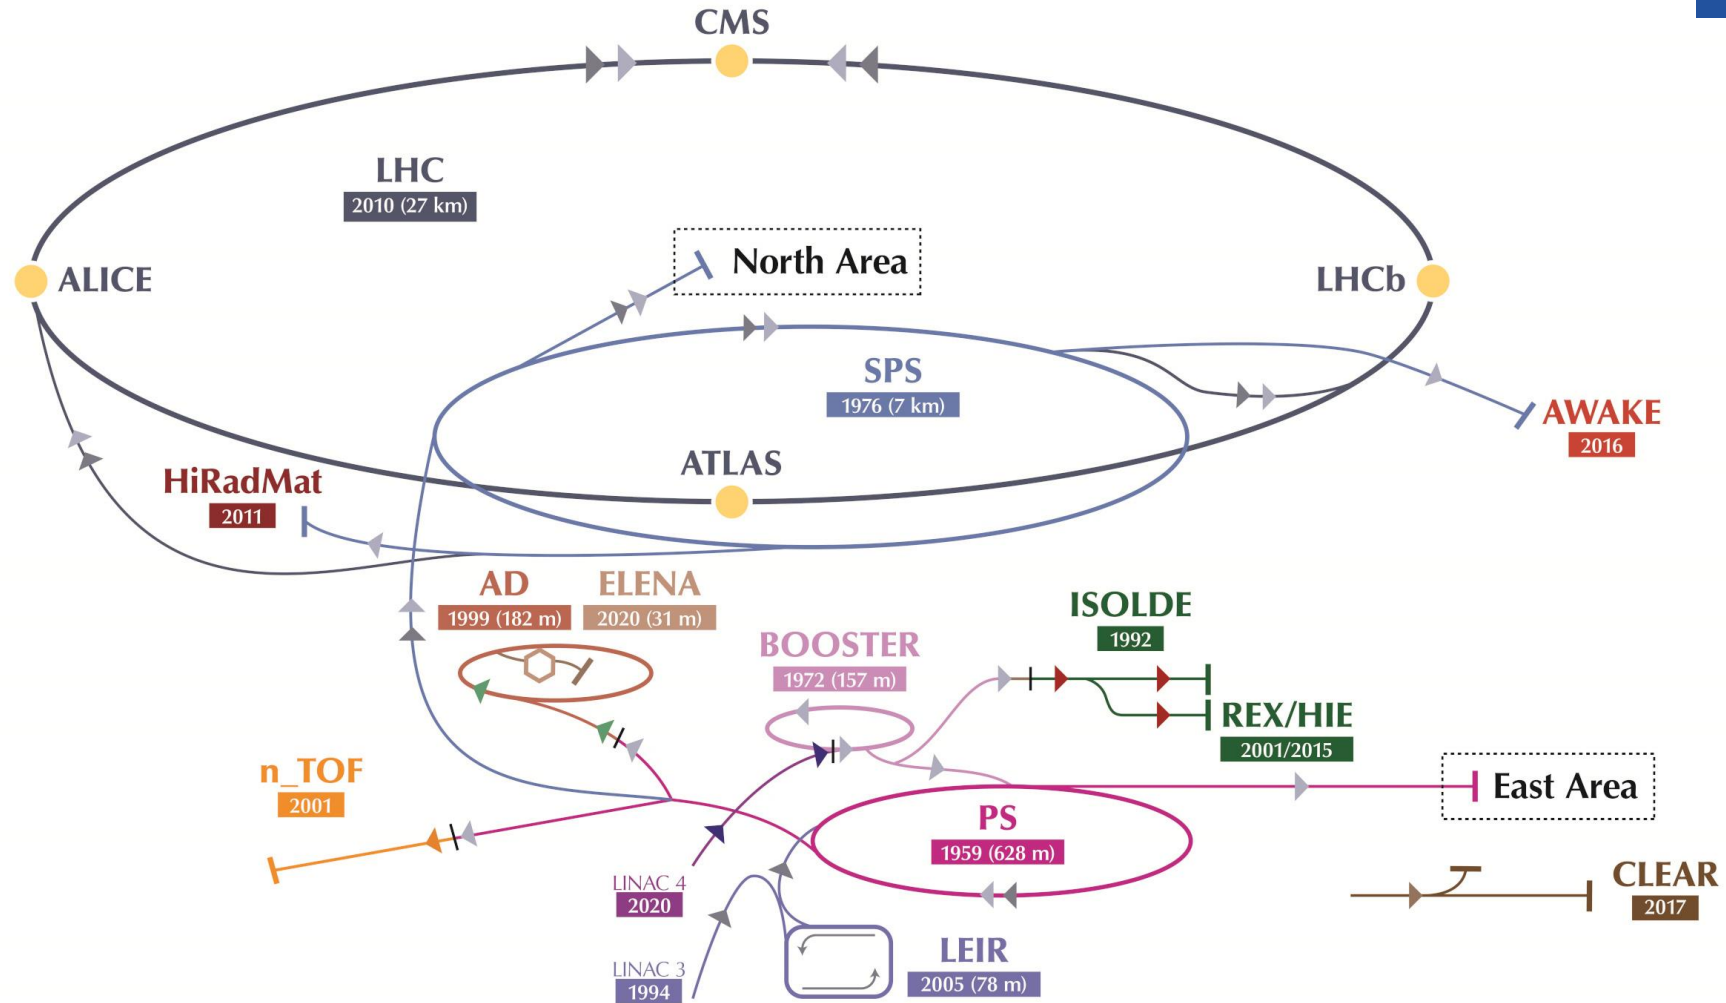 CMS
LHC
2010 (27 km)
North Area
ALICE
LHCb
SPS
1976 (7 km)
AWAKE
2016
ATLAS
HiRadMat
2011
AD
1999 (182 m)
ELENA
2020 (31 m)
ISOLDE
1992
BOOSTER
1972 (157 m)
REX/HIE
2001/2015
n_TOF
2001
East Area
PS
1959 (628 m)
LINAC 4
2020
CLEAR
2017
LINAC 3
1994
LEIR
2005 (78 m)